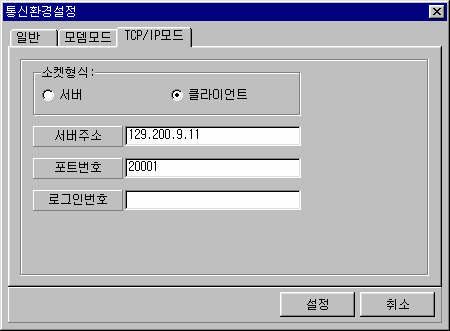 통신환경설정
일반 모뎀모드 TCP/IP모드
소켓형식:
서버 클라이언트
서버주소 129.200.9.11
포트번호 20001
로그인번호
설정 취소